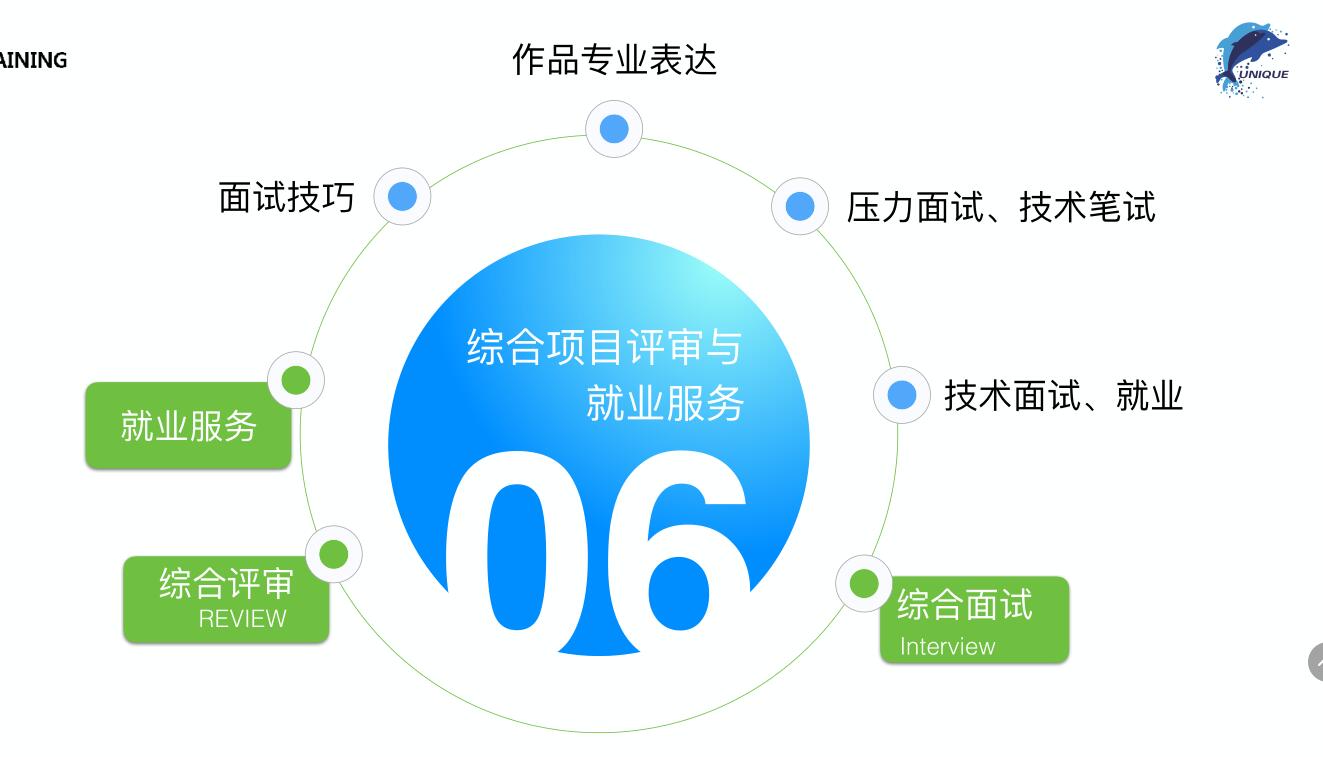 AINING
作品专业表达
UNIQUE
面试技巧
压力面试、技术笔试
综合项目评审与
就业服务
技术面试、就业
就业服务
06
综合评审
REVIEW
综合面试
Interview